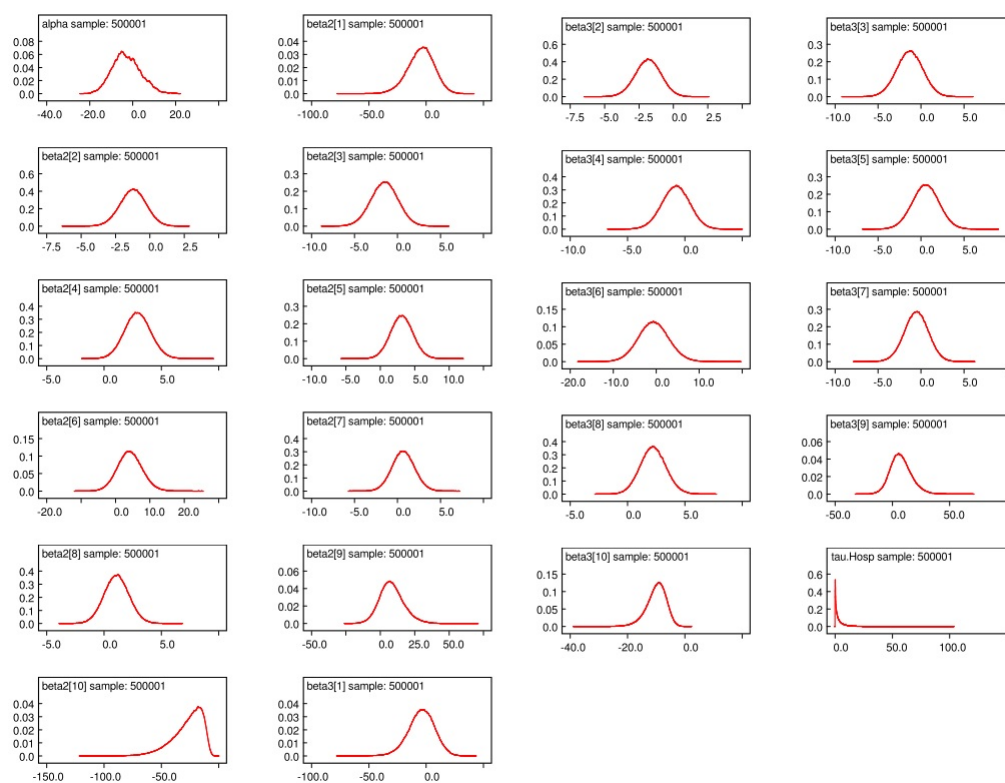 alpha sample: 500001
0.08
0.06
0.04
0.02
0.0
-40.0 -20.0 0.0 20.0
beta2[1] sample: 500001
0.04
0.03
0.02
0.01
0.0
-100.0 -50.0 0.0
beta3[2] sample: 500001
0.6
0.4
0.2
0.0
-7.5 -5.0 -2.5 0.0 2.5
beta3[3] sample: 500001
0.3
0.2
0.1
0.0
-10.0 -5.0 0.0 5.0
beta2[2] sample: 500001
0.6
0.4
0.2
0.0
-7.5 -5.0 -2.5 0.0 2.5
beta2[3] sample: 500001
0.3
0.2
0.1
0.0
-10.0 -5.0 0.0 5.0
beta3[4] sample: 500001
0.4
0.3
0.2
0.1
0.0
-10.0 -5.0 0.0
beta3[5] sample: 500001
0.3
0.2
0.1
0.0
-10.0 -5.0 0.0 5.0
beta2[4] sample: 500001
0.4
0.3
0.2
0.1
0.0
-5.0 0.0 5.0
beta2[5] sample: 500001
0.3
0.2
0.1
0.0
-10.0 -5.0 0.0 5.0 10.0
beta3[6] sample: 500001
0.15
0.1
0.05
0.0
-20.0 -10.0 0.0 10.0
beta3[7] sample: 500001
0.3
0.2
0.1
0.0
-10.0 -5.0 0.0 5.0
beta2[6] sample: 500001
0.15
0.1
0.05
0.0
-20.0 0.0 10.0 20.0
beta2[7] sample: 500001
0.4
0.3
0.2
0.1
0.0
-10.0 -5.0 0.0 5.0
beta3[8] sample: 500001
0.4
0.3
0.2
0.1
0.0
-5.0 0.0 5.0
beta3[9] sample: 500001
0.06
0.04
0.02
0.0
-50.0 0.0 50.0
beta2[8] sample: 500001
0.4
0.3
0.2
0.1
0.0
-5.0 0.0 5.0
beta2[9] sample: 500001
0.06
0.04
0.02
0.0
-50.0 0.0 25.0 50.0
beta3[10] sample: 500001
0.15
0.1
0.05
0.0
-40.0 -20.0 0.0
tau.Hosp sample: 500001
0.6
0.4
0.2
0.0
0.0 50.0 100.0
beta2[10] sample: 500001
0.04
0.03
0.02
0.01
0.0
-150.0 -100.0 -50.0 0.0
beta3[1] sample: 500001
0.04
0.03
0.02
0.01
0.0
-100.0 -50.0 0.0